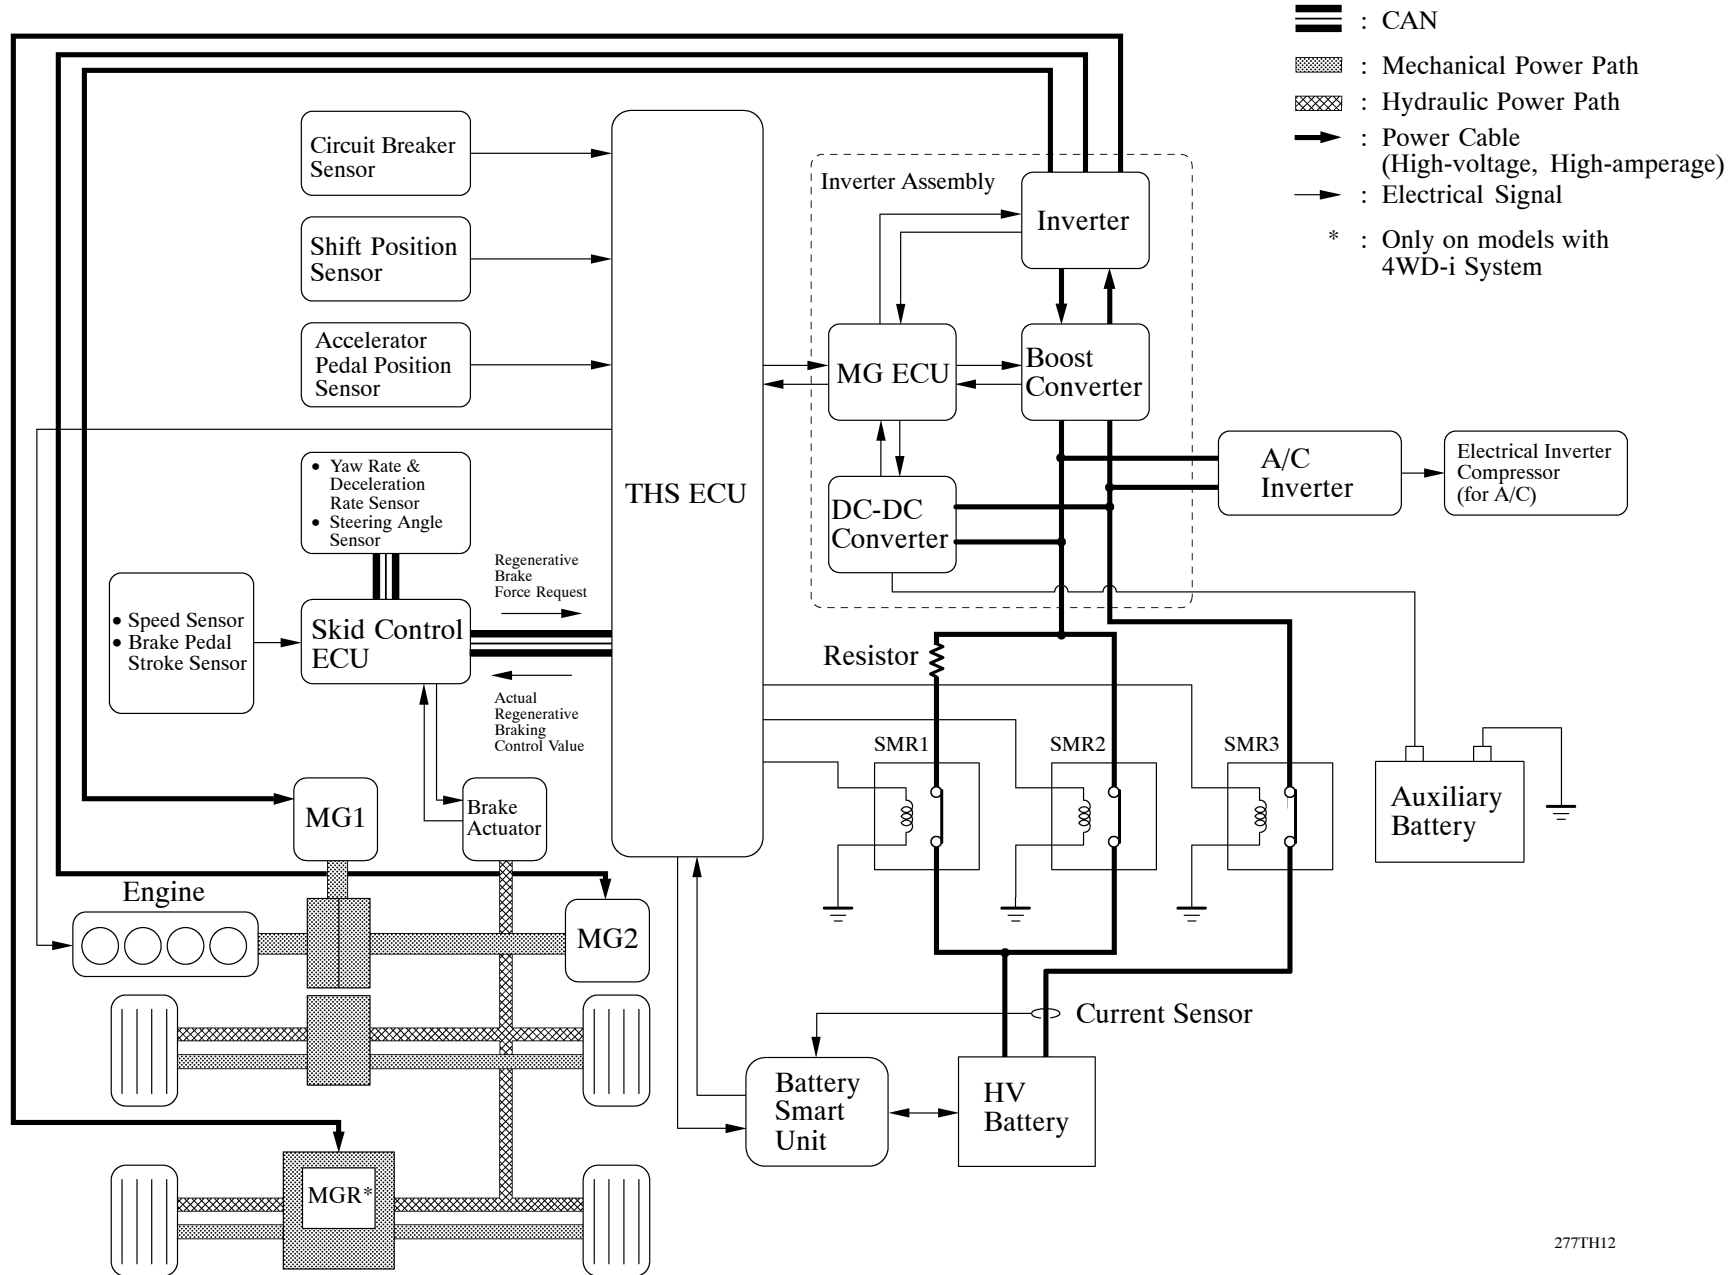 : CAN
: Mechanical Power Path
: Hydraulic Power Path
: Power Cable
(High-voltage, High-amperage)
: Electrical Signal
* : Only on models with
4WD-i System
Circuit Breaker
Sensor
Shift Position
Sensor
Accelerator
Pedal Position
Sensor
• Yaw Rate &
Deceleration
Rate Sensor
• Steering Angle
Sensor
• Speed Sensor
• Brake Pedal
Stroke Sensor
Skid Control
ECU
Regenerative
Brake
Force Request
Actual
Regenerative
Braking
Control Value
THS ECU
Inverter Assembly
Inverter
MG ECU
Boost
Converter
DC-DC
Converter
A/C
Inverter
Electrical Inverter
Compressor
(for A/C)
Resistor
SMR1
SMR2
SMR3
Auxiliary
Battery
MG1
Brake
Actuator
Engine
MG2
MGR*
Current Sensor
Battery
Smart
Unit
HV
Battery
277TH12